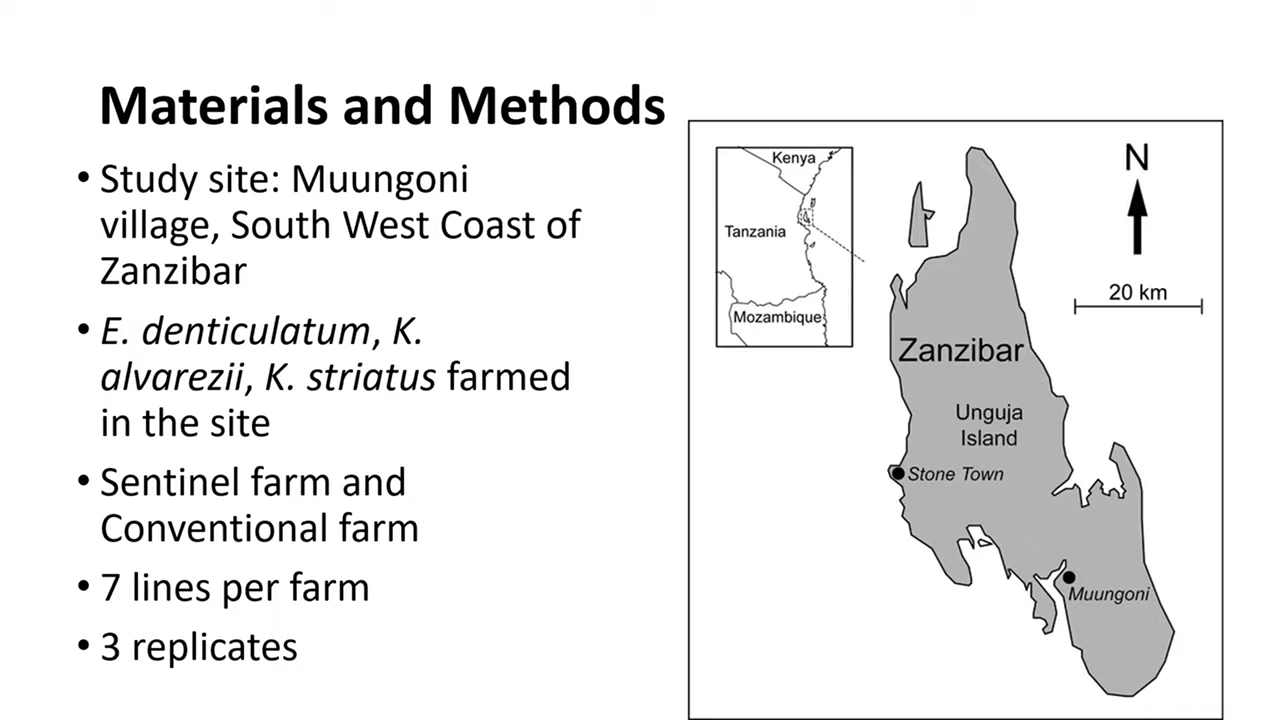 Materials and Methods
• Study site: Muungoni
village, South West Coast of
Zanzibar
• E. denticulatum, K.
alvarezii, K. striatus farmed
in the site
• Sentinel farm and
Conventional farm
• 7 lines per farm
• 3 replicates
Kenya
Tanzania
Mozambique
N
20 km
Zanzibar
Unguja
Island
Stone Town
Muungoni